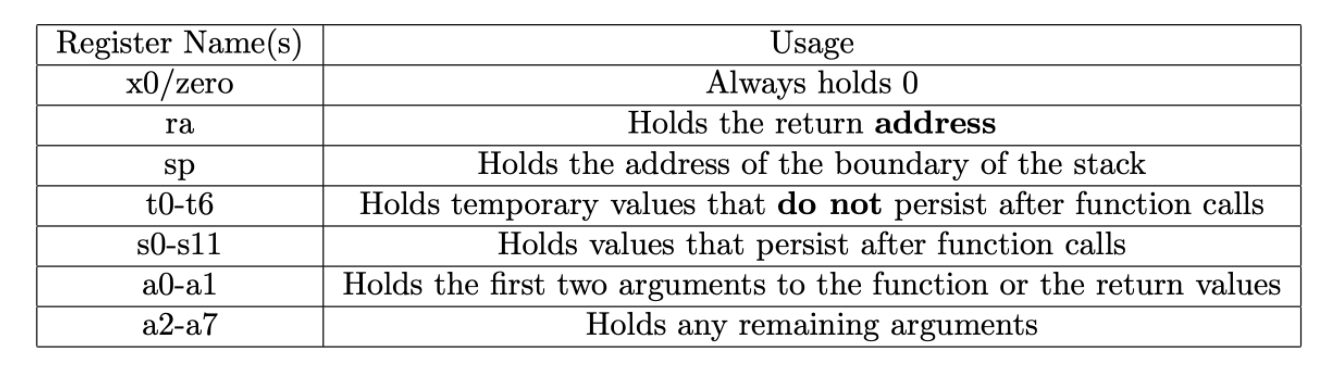 Register Name(s) Usage
x0/zero Always holds 0
ra Holds the return address
sp Holds the address of the boundary of the stack
t0-t6 Holds temporary values that do not persist after function calls
s0-s11 Holds values that persist after function calls
a0-a1 Holds the first two arguments to the function or the return values
a2-a7 Holds any remaining arguments